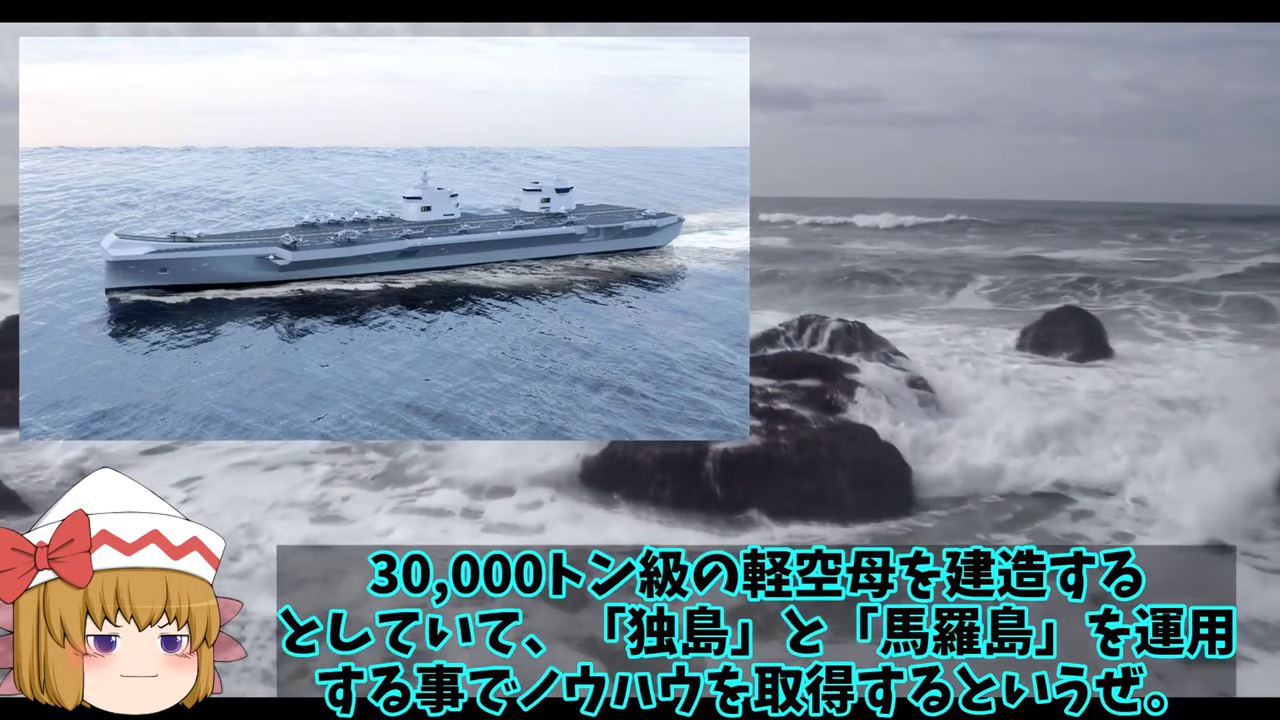 30,000トン級の軽空母を建造する
としていて、「独島」と「馬羅島」を運用
する事でノウハウを取得するというぜ。